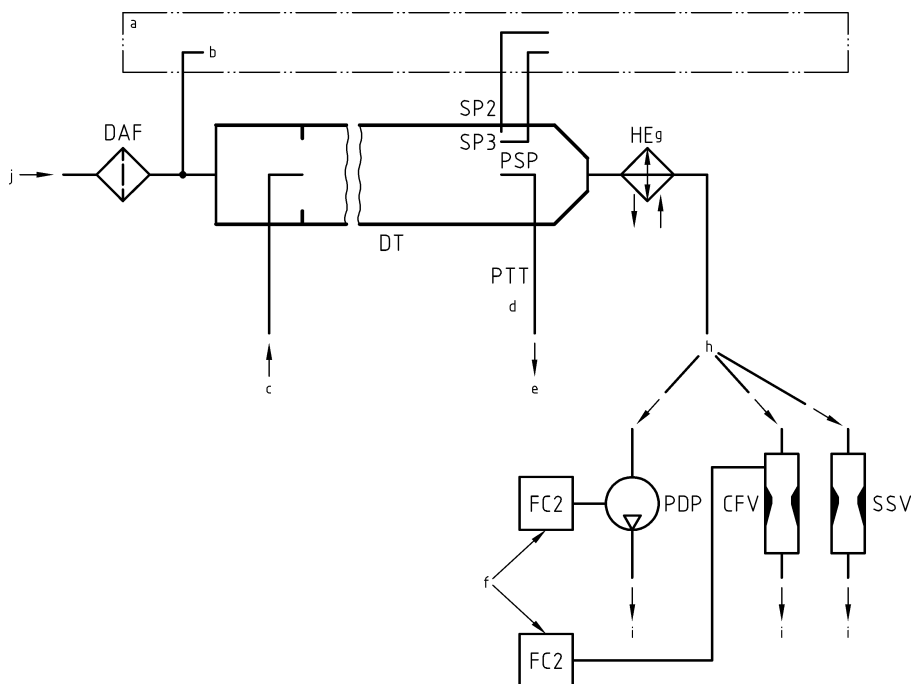 a
b
SP2
DAF
SP3
HEg
PSP
j
DT
PTT
d
c
e
h
FC2
PDP
CFV
SSV
f
i
i
i
FC2